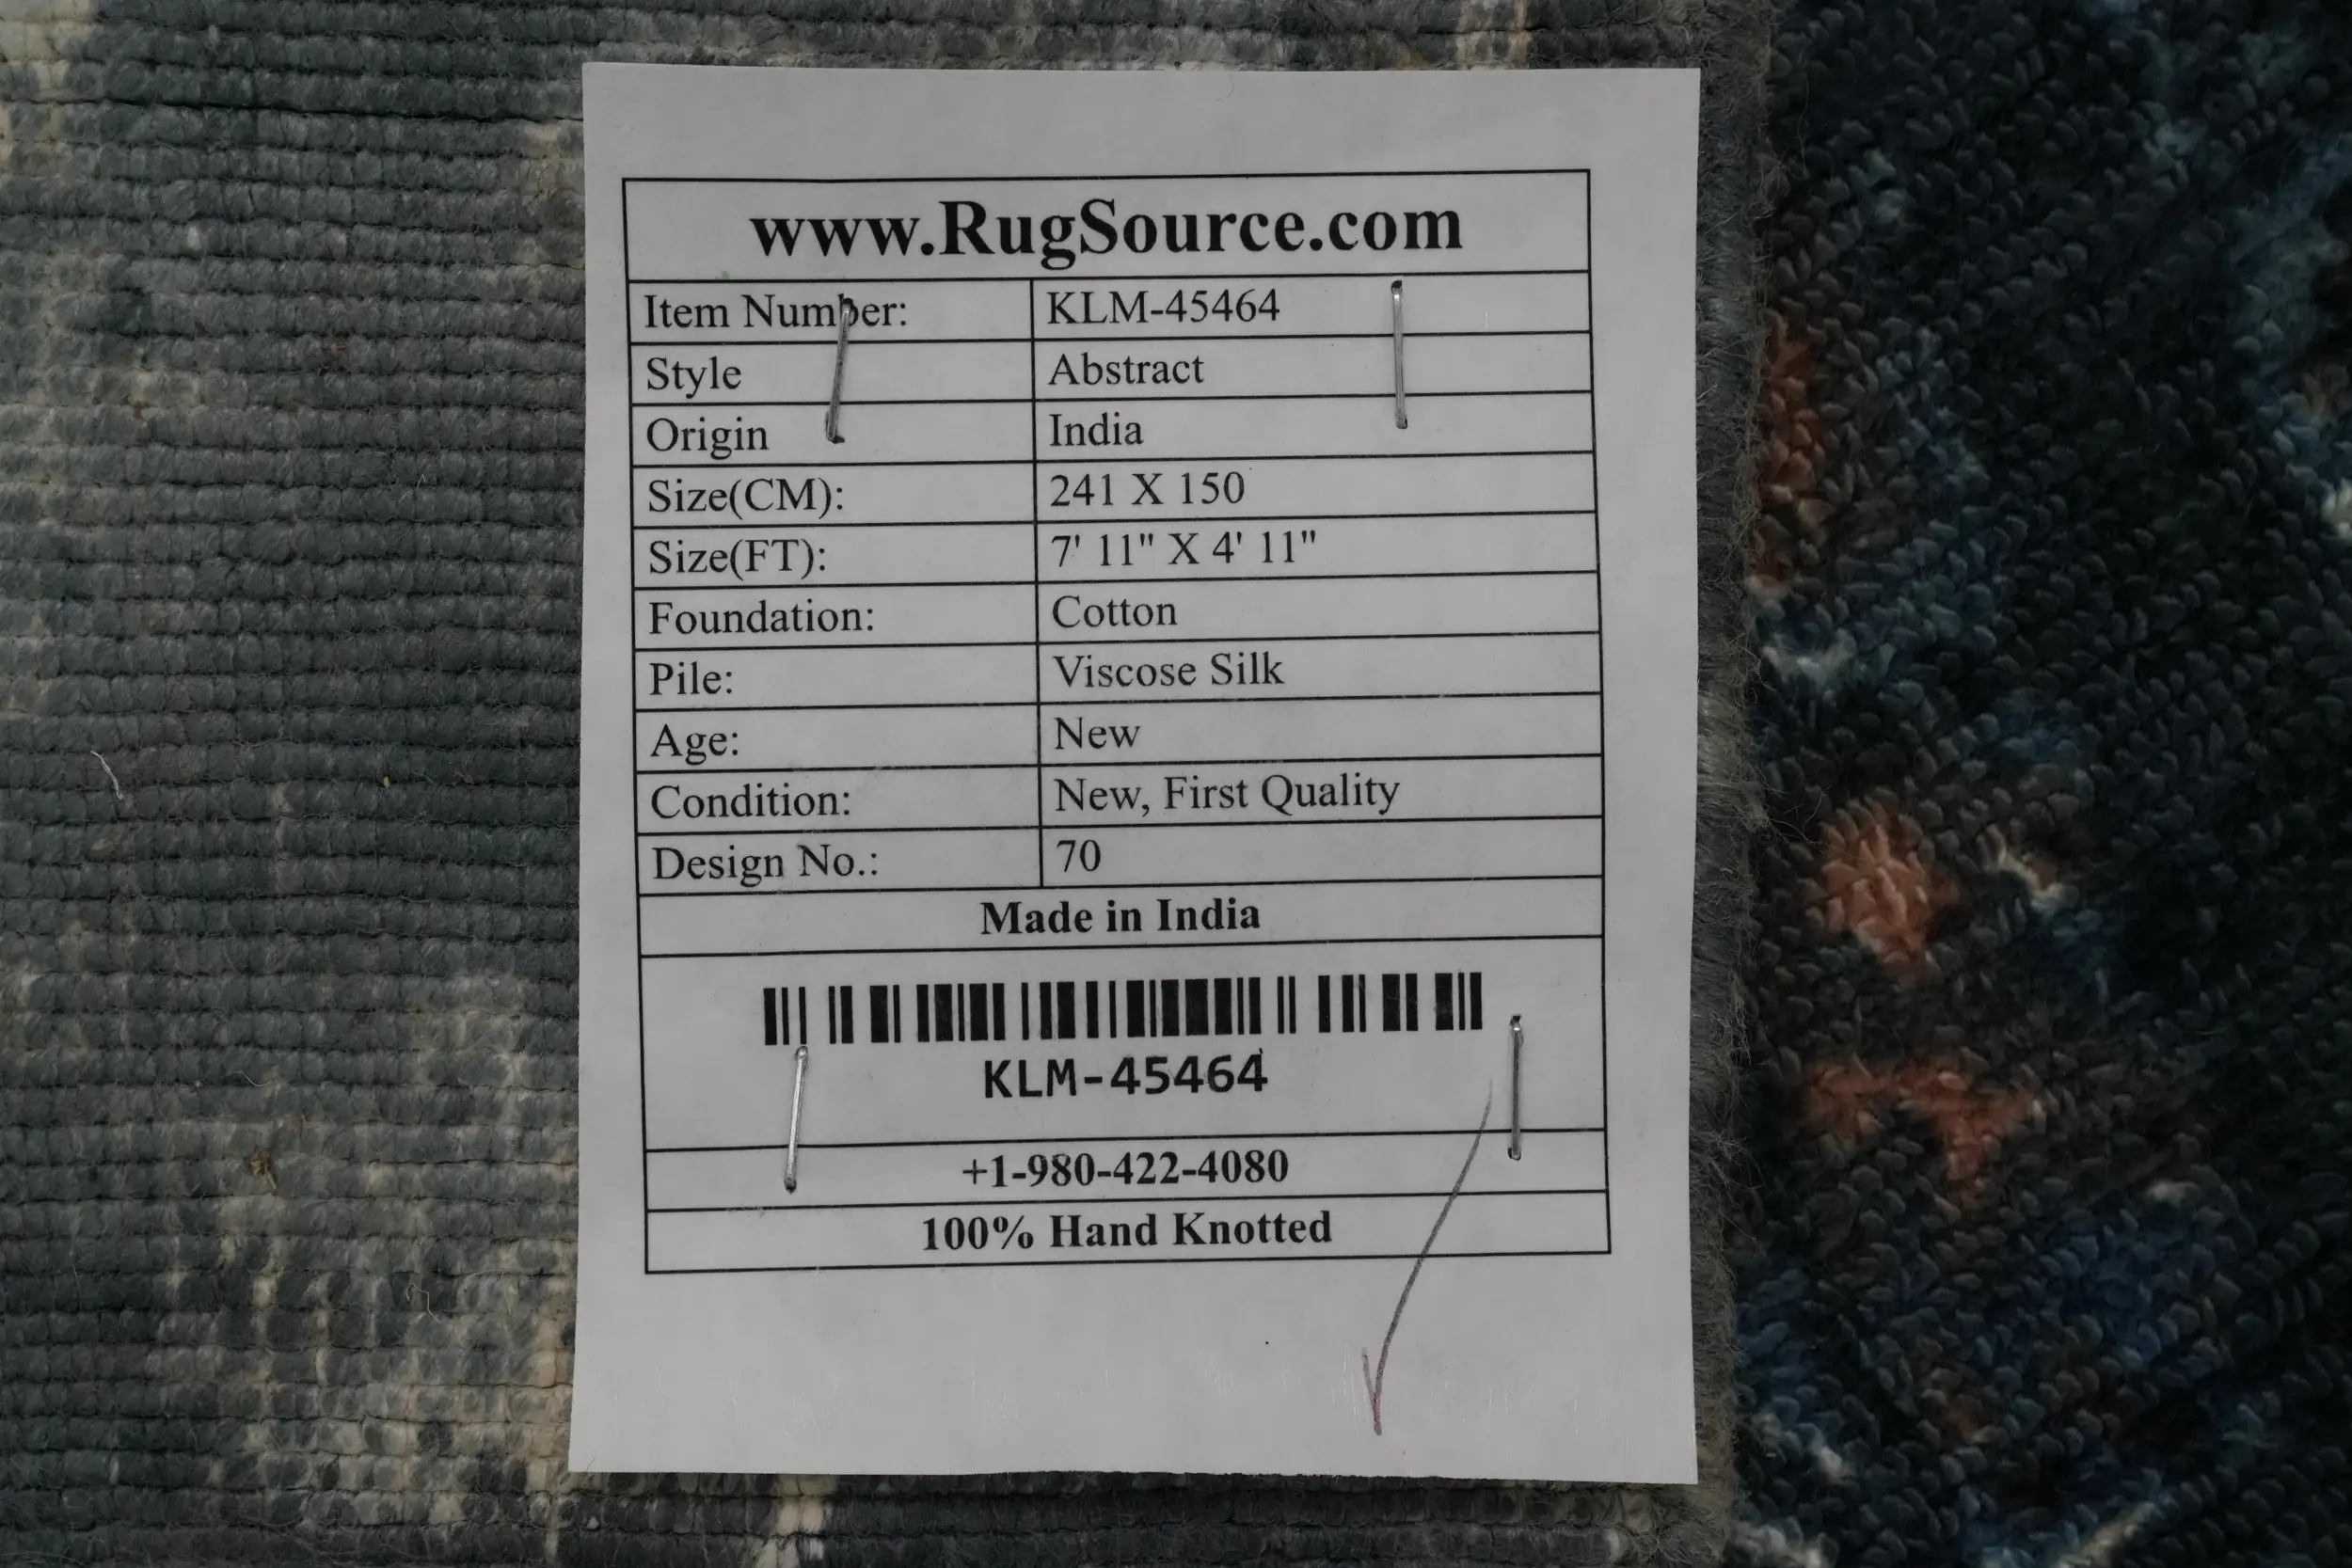 www.RugSource.com
Item Number: KLM-45464
Style Abstract
Origin India
Size(CM): 241 X 150
Size(FT): 7' 11" X 4' 11"
Foundation: Cotton
Pile: Viscose Silk
Age: New
Condition: New, First Quality
Design No.: 70
Made in India
KLM-45464
+1-980-422-4080
100% Hand Knotted